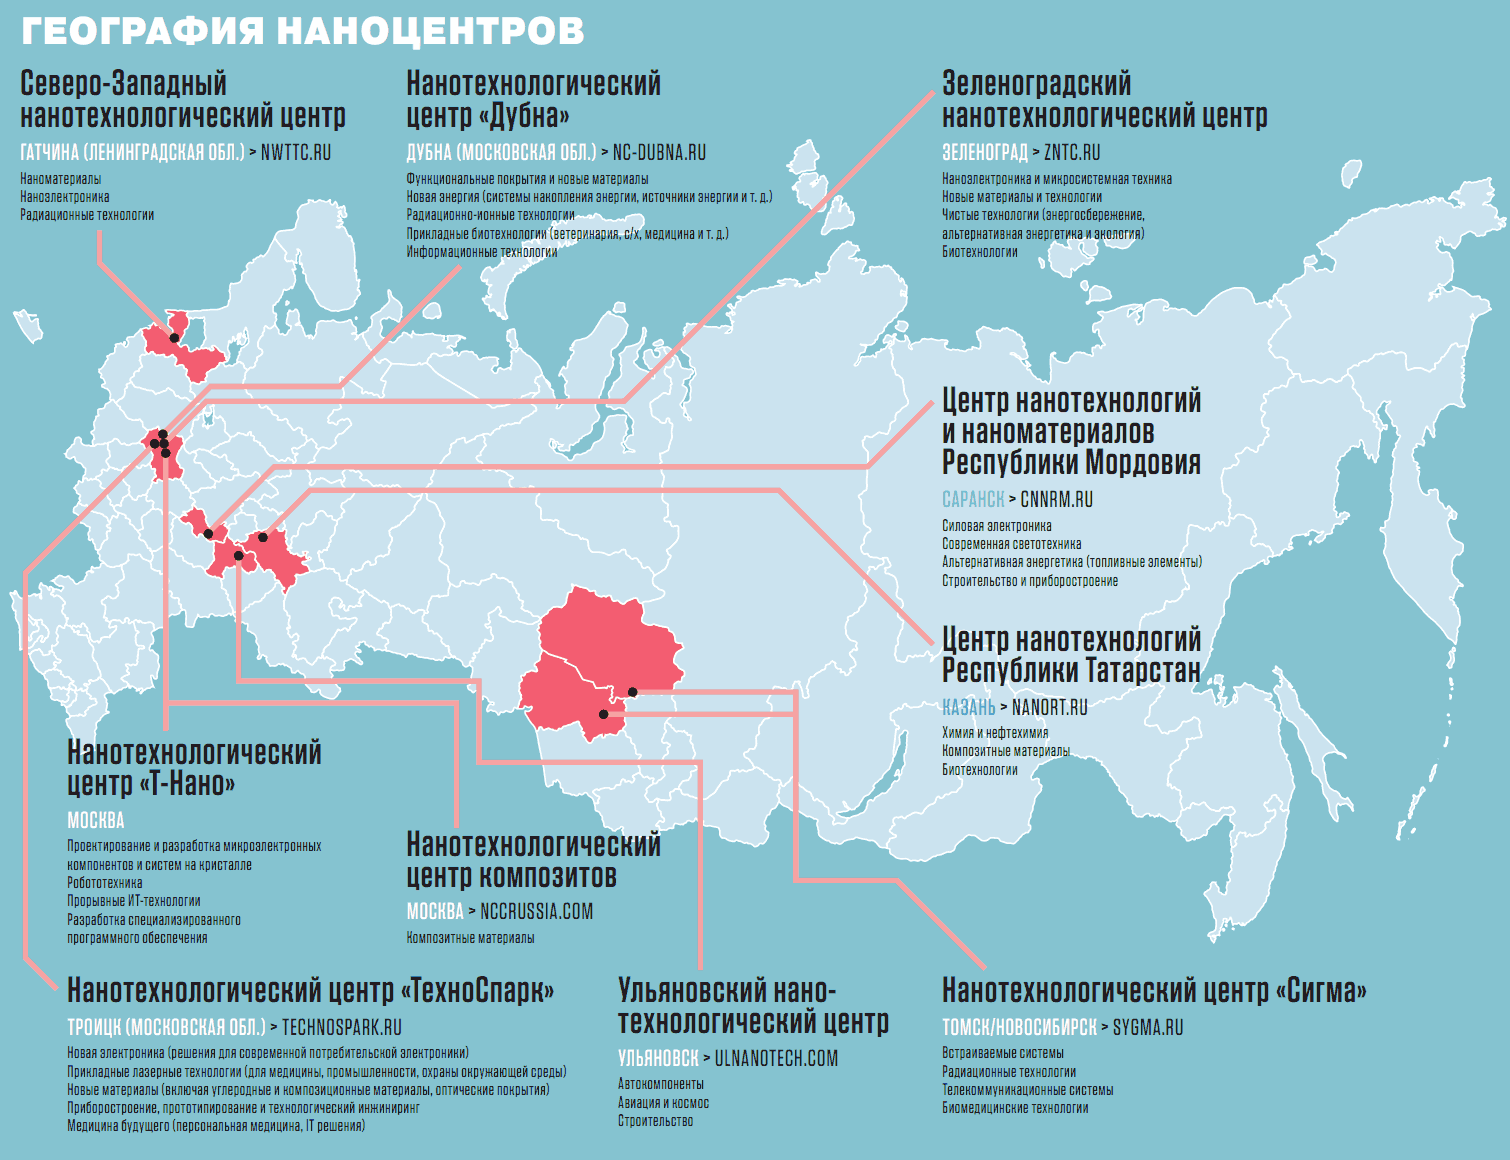 ГЕОГРАФИЯ НАНОЦЕНТРОВ
Северо-Западный
нанотехнологический центр
ГАТЧИНА (ЛЕНИНГРАДСКАЯ ОБЛ.) > NWTTC.RU
Наноматериалы
Наноэлектроника
Радиационные технологии
Нанотехнологический
центр «Дубна»
ДУБНА (МОСКОВСКАЯ ОБЛ.) > NC-DUBNA.RU
Функциональные покрытия и новые материалы
Новая энергия (системы накопления энергии, источники энергии и т. д.)
Радиационно-ионные технологии
Прикладные биотехнологии (ветеринария, с/х, медицина и т. д.)
Информационные технологии
Зеленоградский
нанотехнологический центр
ЗЕЛЕНОГРАД > ZNTC.RU
Наноэлектроника и микросистемная техника
Новые материалы и технологии
Чистые технологии (энергосбережение,
альтернативная энергетика и экология)
Биотехнологии
Центр нанотехнологий
и наноматериалов
Республики Мордовия
САРАНСК > CNNRM.RU
Силовая электроника
Современная светотехника
Альтернативная энергетика (топливные элементы)
Строительство и приборостроение
Центр нанотехнологий
Республики Татарстан
КАЗАНЬ > NANORT.RU
Химия и нефтехимия
Композитные материалы
Биотехнологии
Нанотехнологический
центр «Т-Нано»
МОСКВА
Проектирование и разработка микроэлектронных
компонентов и систем на кристалле
Робототехника
Прорывные ИТ-технологии
Разработка специализированного
программного обеспечения
Нанотехнологический
центр композитов
МОСКВА > NCCRUSSIA.COM
Композитные материалы
Нанотехнологический центр «ТехноСпарк»
ТРОИЦК (МОСКОВСКАЯ ОБЛ.) > TECHNOSPARK.RU
Новая электроника (решения для современной потребительской электроники)
Прикладные лазерные технологии (для медицины, промышленности, охраны окружающей среды)
Новые материалы (включая углеродные и композиционные материалы, оптические покрытия)
Приборостроение, прототипирование и технологический инжиниринг
Медицина будущего (персональная медицина, IT решения)
Ульяновский нано-
технологический центр
УЛЬЯНОВСК > ULNANOTECH.COM
Автокомпоненты
Авиация и космос
Строительство
Нанотехнологический центр «Сигма»
ТОМСК/НОВОСИБИРСК > SYGMA.RU
Встраиваемые системы
Радиационные технологии
Телекоммуникационные системы
Биомедицинские технологии